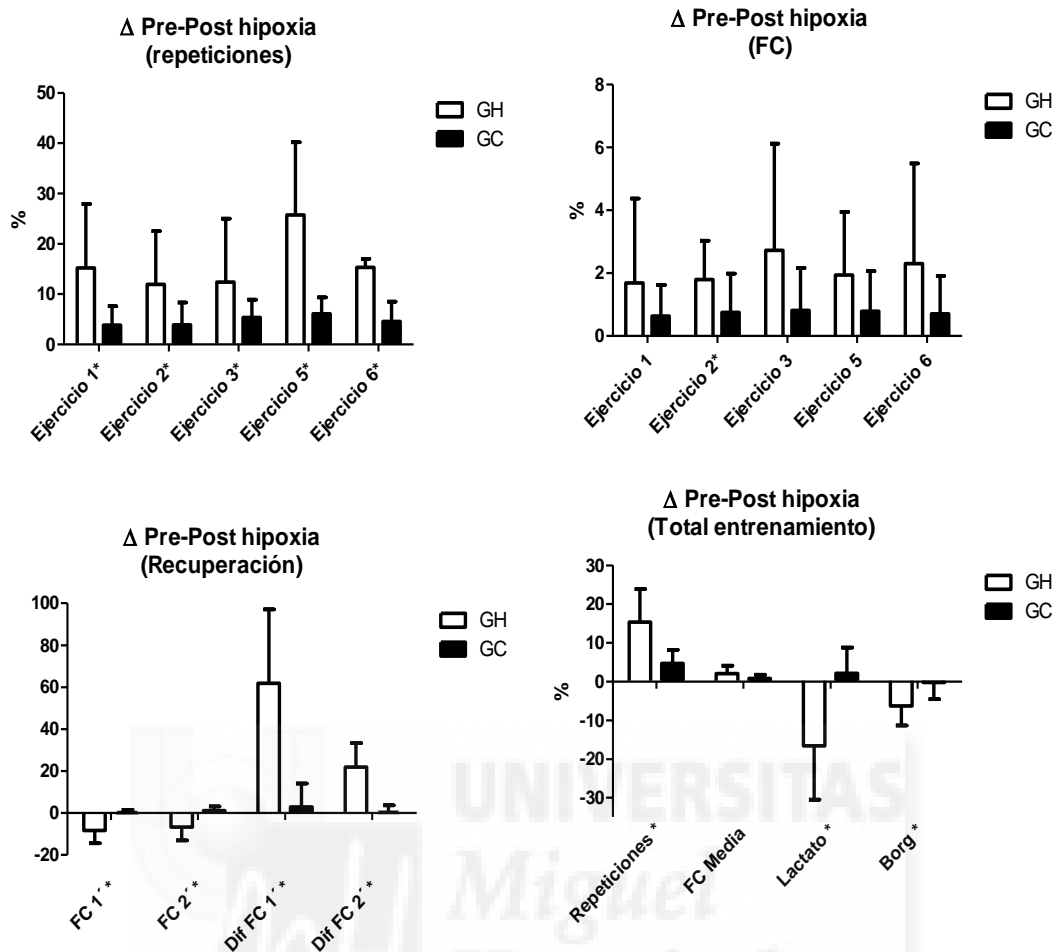 Δ Pre-Post hipoxia
(repeticiones)
50
40
30
20
10
0
%
GH
GC
Ejercicio 1*
Ejercicio 2*
Ejercicio 3*
Ejercicio 5*
Ejercicio 6*
Δ Pre-Post hipoxia
(FC)
8
6
4
2
0
%
GH
GC
Ejercicio 1
Ejercicio 2*
Ejercicio 3
Ejercicio 5
Ejercicio 6
Δ Pre-Post hipoxia
(Recuperación)
100
80
60
40
20
0
-20
GH
GC
FC 1´ *
FC 2´ *
Dif FC 1´ *
Dif FC 2´ *
Δ Pre-Post hipoxia
(Total entrenamiento)
30
20
10
0
-10
-20
-30
%
GH
GC
Repeticiones *
FC Media
Lactato *
Borg *
UNIVERSITAS
Miguel